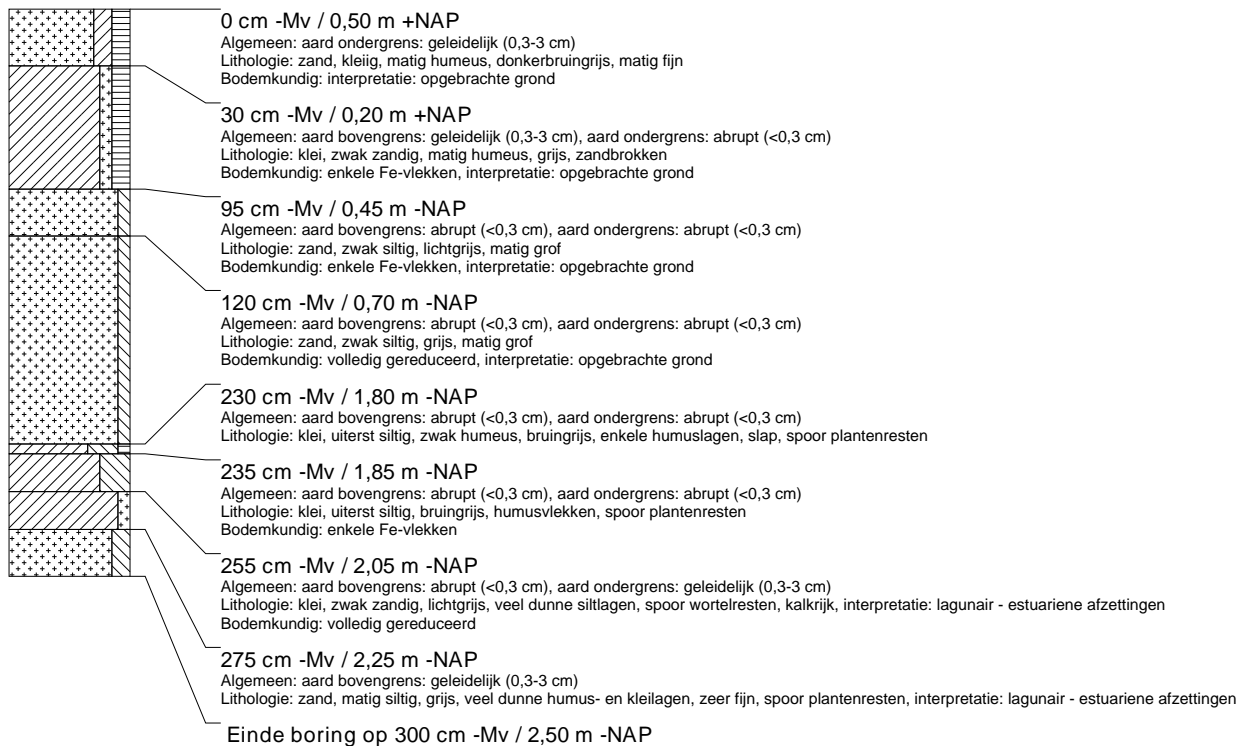 0 cm -Mv / 0,50 m +NAP
Algemeen: aard ondergrens: geleidelijk (0,3-3 cm)
Lithologie: zand, kleiig, matig humeus, donkerbruingrijs, matig fijn
Bodemkundig: interpretatie: opgebrachte grond
30 cm -Mv / 0,20 m +NAP
Algemeen: aard bovengrens: geleidelijk (0,3-3 cm), aard ondergrens: abrupt (<0,3 cm)
Lithologie: klei, zwak zandig, matig humeus, grijs, zandbrokken
Bodemkundig: enkele Fe-vlekken, interpretatie: opgebrachte grond
95 cm -Mv / 0,45 m -NAP
Algemeen: aard bovengrens: abrupt (<0,3 cm), aard ondergrens: abrupt (<0,3 cm)
Lithologie: zand, zwak siltig, lichtgrijs, matig grof
Bodemkundig: enkele Fe-vlekken, interpretatie: opgebrachte grond
120 cm -Mv / 0,70 m -NAP
Algemeen: aard bovengrens: abrupt (<0,3 cm), aard ondergrens: abrupt (<0,3 cm)
Lithologie: zand, zwak siltig, grijs, matig grof
Bodemkundig: volledig gereduceerd, interpretatie: opgebrachte grond
230 cm -Mv / 1,80 m -NAP
Algemeen: aard bovengrens: abrupt (<0,3 cm), aard ondergrens: abrupt (<0,3 cm)
Lithologie: klei, uiterst siltig, zwak humeus, bruingrijs, enkele humuslagen, slap, spoor plantenresten
235 cm -Mv / 1,85 m -NAP
Algemeen: aard bovengrens: abrupt (<0,3 cm), aard ondergrens: abrupt (<0,3 cm)
Lithologie: klei, uiterst siltig, bruingrijs, humusvlekken, spoor plantenresten
Bodemkundig: enkele Fe-vlekken
255 cm -Mv / 2,05 m -NAP
Algemeen: aard bovengrens: abrupt (<0,3 cm), aard ondergrens: geleidelijk (0,3-3 cm)
Lithologie: klei, zwak zandig, lichtgrijs, veel dunne siltlagen, spoor wortelresten, kalkrijk, interpretatie: lagunair - estuariene afzettingen
Bodemkundig: volledig gereduceerd
275 cm -Mv / 2,25 m -NAP
Algemeen: aard bovengrens: geleidelijk (0,3-3 cm)
Lithologie: zand, matig siltig, grijs, veel dunne humus- en kleilagen, zeer fijn, spoor plantenresten, interpretatie: lagunair - estuariene afzettingen
Einde boring op 300 cm -Mv / 2,50 m -NAP